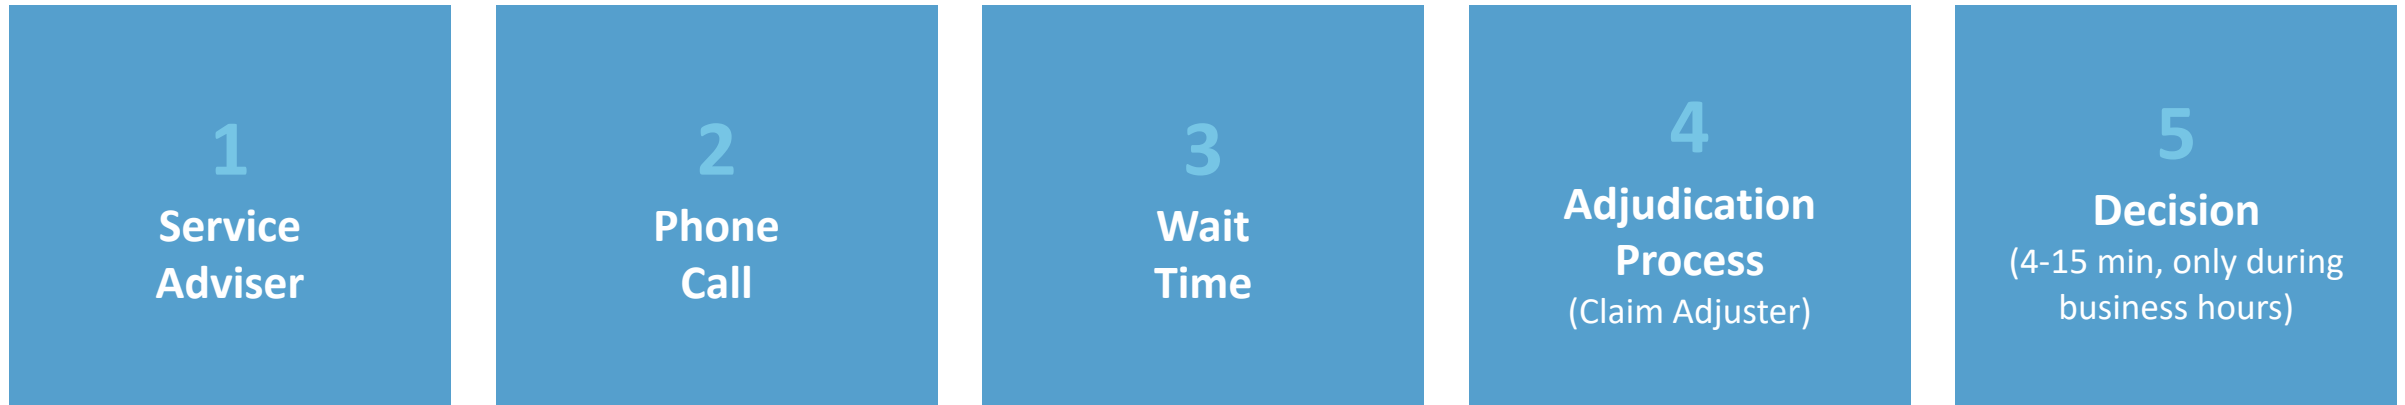 1
Service
Adviser
2
Phone
Call
3
Wait
Time
4
Adjudication
Process
(Claim Adjuster)
5
Decision
(4-15 min, only during
business hours)